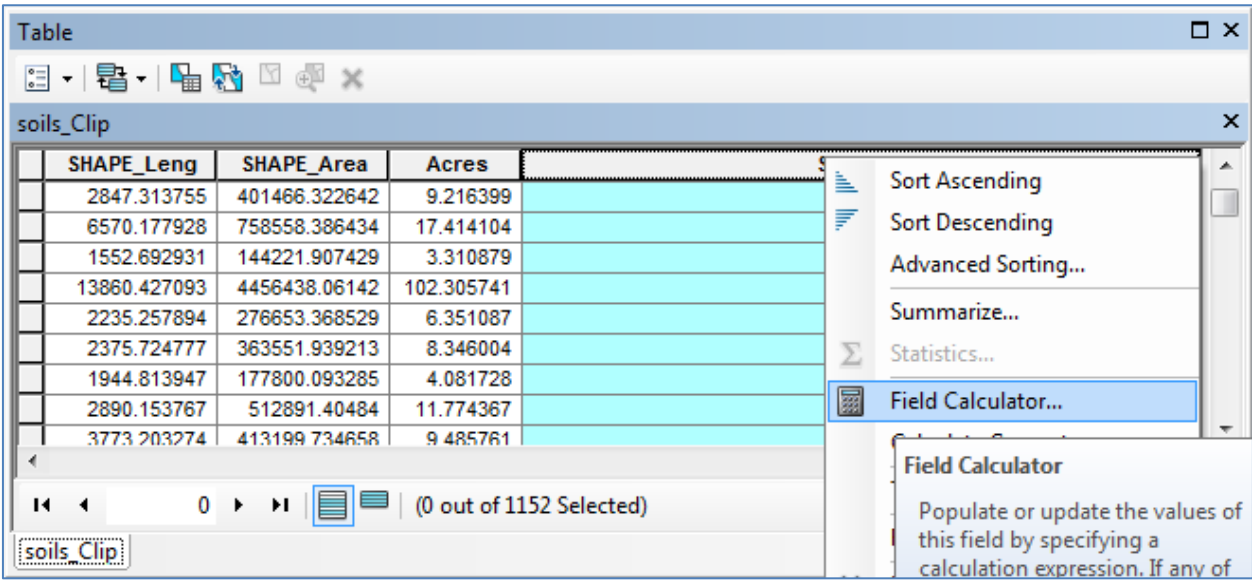 Table
soils_Clip
SHAPE_Leng SHAPE_Area Acres S
2847.313755 401466.322642 9.216399
6570.177928 758558.386434 17.414104
1552.692931 144221.907429 3.310879
13860.427093 4456438.06142 102.305741
2235.257894 276653.368529 6.351087
2375.724777 363551.939213 8.346004
1944.813947 177800.093285 4.081728
2890.153767 512891.40484 11.774367
3773.203274 413199.734658 9.485761
0 (0 out of 1152 Selected)
soils_Clip
Sort Ascending
Sort Descending
Advanced Sorting...
Summarize...
Σ Statistics...
Field Calculator...
Field Calculator
Populate or update the values of
this field by specifying a
calculation expression. If any of